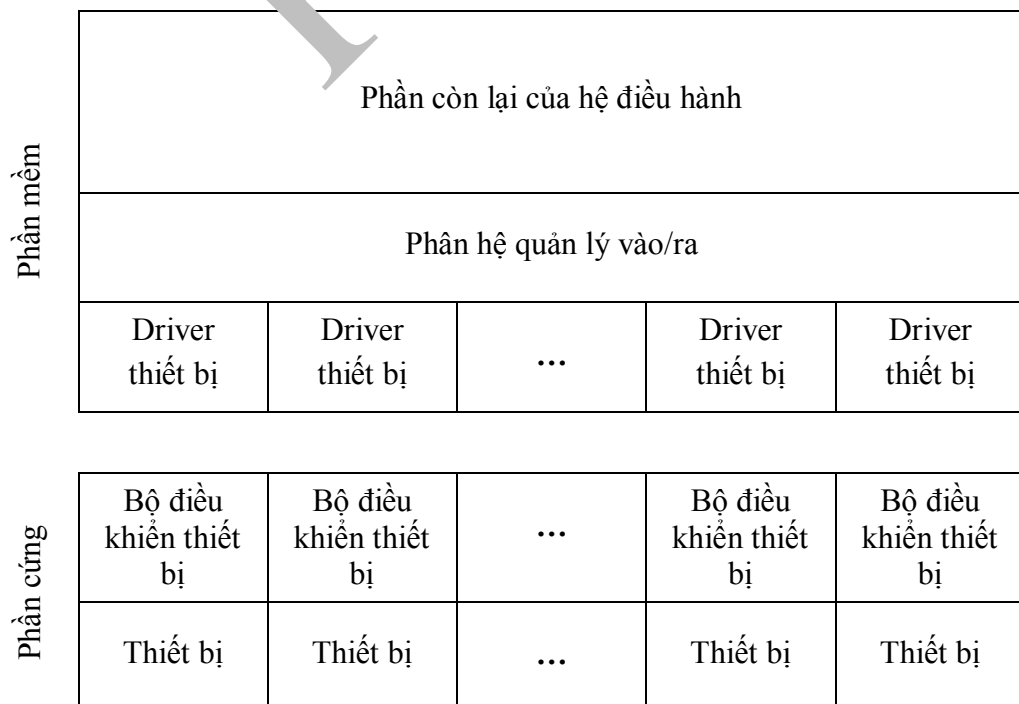 Phần mềm
Phần còn lại của hệ điều hành
Phân hệ quản lý vào/ra
Driver
thiết bị
Driver
thiết bị
...
Driver
thiết bị
Driver
thiết bị
Phần cứng
Bộ điều
khiển thiết
bị
Bộ điều
khiển thiết
bị
...
Bộ điều
khiển thiết
bị
Bộ điều
khiển thiết
bị
Thiết bị
Thiết bị
...
Thiết bị
Thiết bị